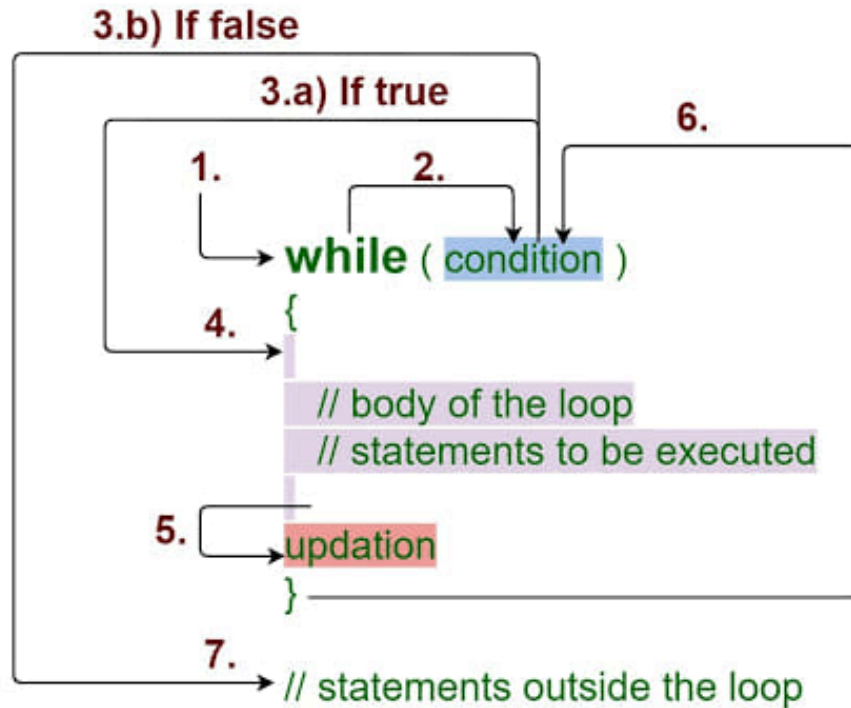 3.b) If false
3.a) If true
6.
1.
2.
while ( condition )
{
4.
// body of the loop
// statements to be executed
5.
updation
}
7.
// statements outside the loop